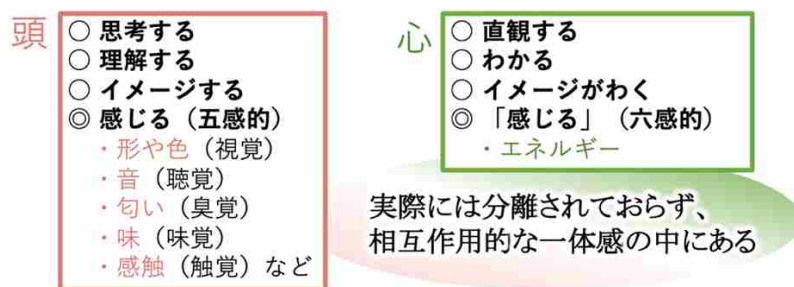 頭
○ 思考する
○ 理解する
○ イメージする
◎ 感じる（五感的）
・形や色（視覚）
・音（聴覚）
・匂い（臭覚）
・味（味覚）
・感触（触覚）など
心
○ 直観する
○ わかる
○ イメージがわく
◎ 「感じる」（六感的）
・エネルギー
実際には分離されておらず、
相互作用的な一体感の中にある